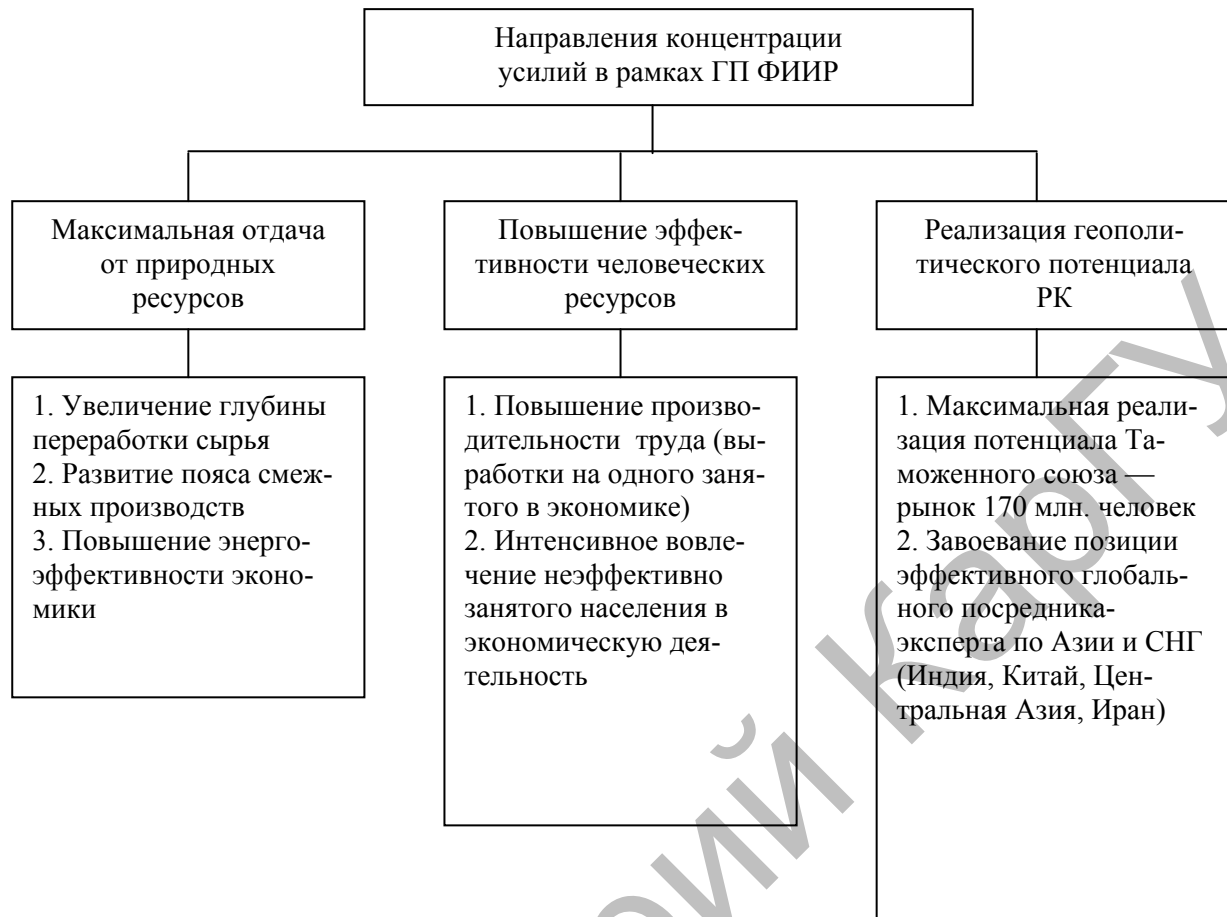 Направления концентрации
усилий в рамках ГП ФИИР
Максимальная отдача
от природных
ресурсов
Повышение эффек-
тивности человеческих
ресурсов
Реализация геополи-
тического потенциала
РК
1. Увеличение глубины
переработки сырья
2. Развитие пояса смеж-
ных производств
3. Повышение энерго-
эффективности эконо-
мики
1. Повышение произво-
дительности труда (вы-
работки на одного заня-
того в экономике)
2. Интенсивное вовле-
чение неэффективно
занятого населения в
экономическую дея-
тельность
1. Максимальная реали-
зация потенциала Та-
моженного союза —
рынок 170 млн. человек
2. Завоевание позиции
эффективного глобаль-
ного посредника-
эксперта по Азии и СНГ
(Индия, Китай, Цен-
тральная Азия, Иран)
КарГУ